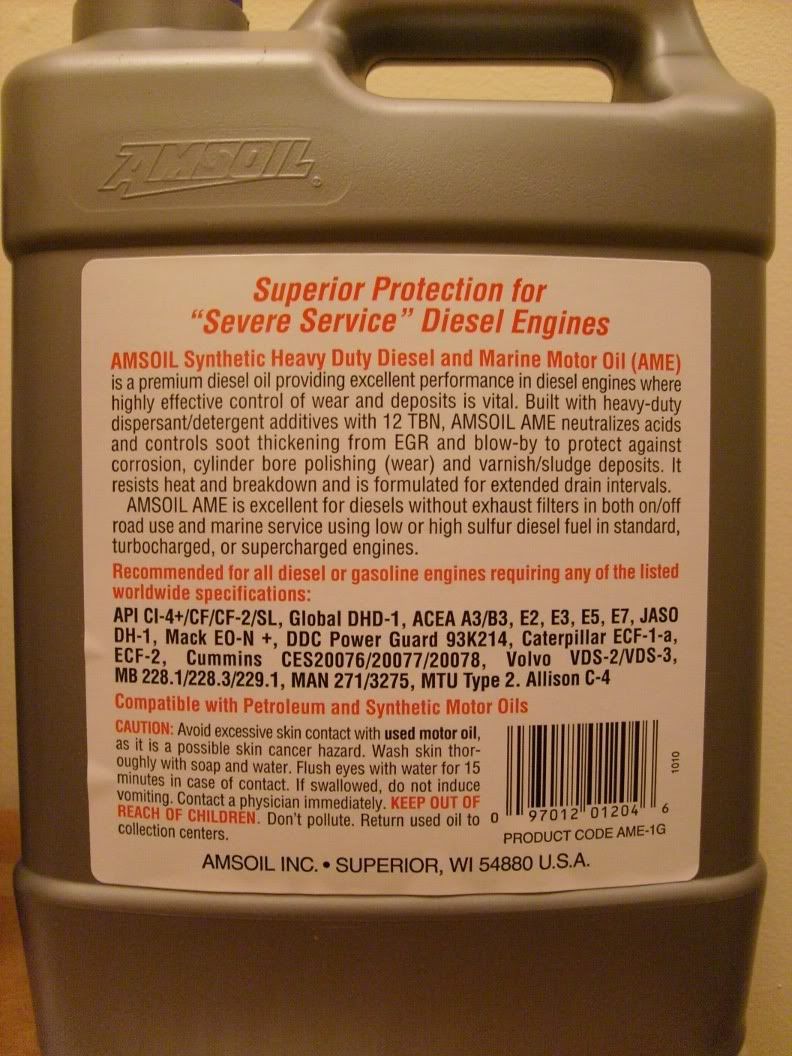 AMSOIL®
Superior Protection for
“Severe Service” Diesel Engines
AMSOIL Synthetic Heavy Duty Diesel and Marine Motor Oil (AME)
is a premium diesel oil providing excellent performance in diesel engines where
highly effective control of wear and deposits is vital. Built with heavy-duty
dispersant/detergent additives with 12 TBN, AMSOIL AME neutralizes acids
and controls soot thickening from EGR and blow-by to protect against
corrosion, cylinder bore polishing (wear) and varnish/sludge deposits. It
resists heat and breakdown and is formulated for extended drain intervals.
AMSOIL AME is excellent for diesels without exhaust filters in both on/off
road use and marine service using low or high sulfur diesel fuel in standard,
turbocharged, or supercharged engines.
Recommended for all diesel or gasoline engines requiring any of the listed
worldwide specifications:
API CI-4+/CF/CF-2/SL, Global DHD-1, ACEA A3/B3, E2, E3, E5, E7, JASO
DH-1, Mack EO-N +, DDC Power Guard 93K214, Caterpillar ECF-1-a,
ECF-2, Cummins CES20076/20077/20078, Volvo VDS-2/VDS-3,
MB 228.1/228.3/229.1, MAN 271/3275, MTU Type 2. Allison C-4
Compatible with Petroleum and Synthetic Motor Oils
CAUTION: Avoid excessive skin contact with used motor oil,
as it is a possible skin cancer hazard. Wash skin thor-
oughly with soap and water. Flush eyes with water for 15
minutes in case of contact. If swallowed, do not induce
vomiting. Contact a physician immediately. KEEP OUT OF
REACH OF CHILDREN. Don't pollute. Return used oil to
collection centers.
1010
0 97012 01204 6
PRODUCT CODE AME-1G
AMSOIL INC. • SUPERIOR, WI 54880 U.S.A.